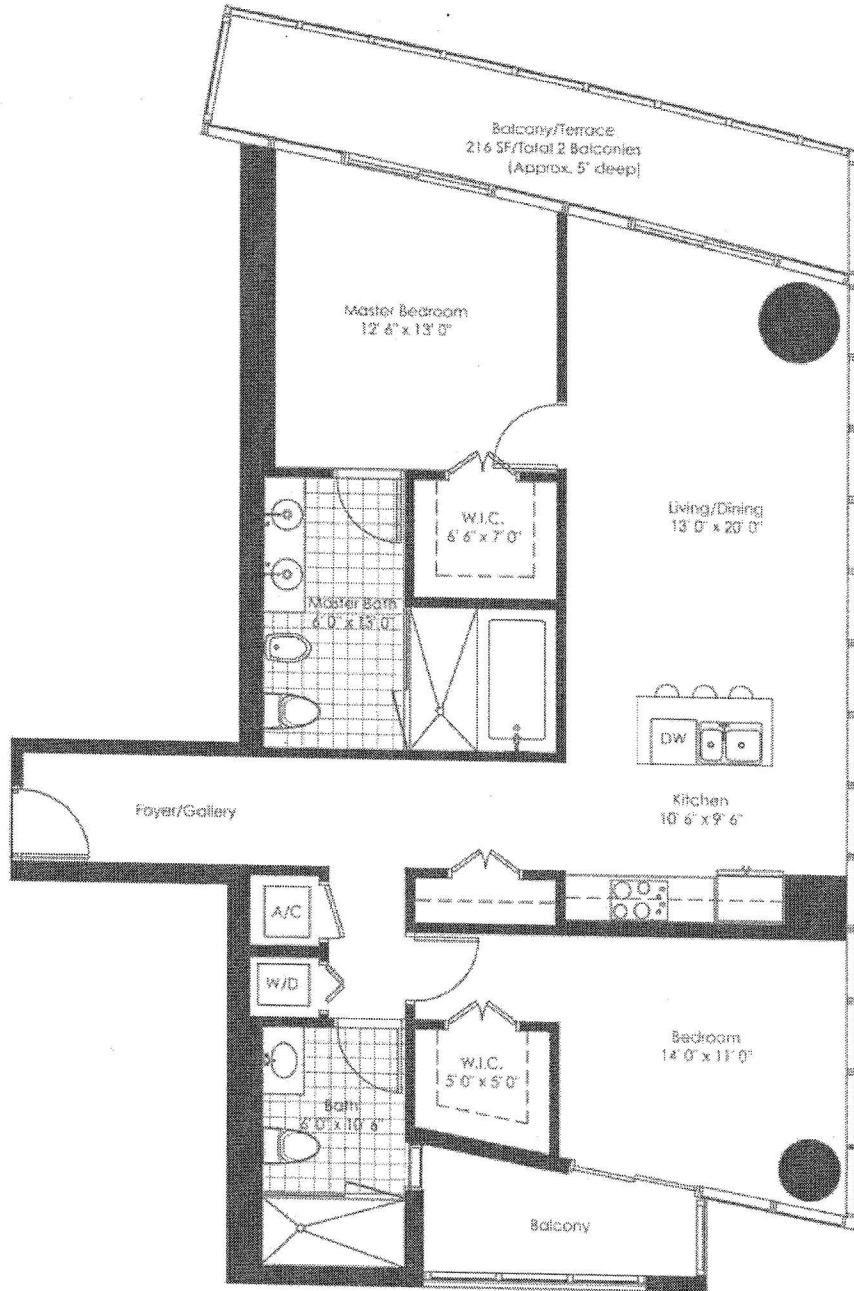 Balcony/Terrace
216 SF/Total 2 Balconies
(Approx. 5' deep)
Master Bedroom
12' 6" x 13' 0"
W.I.C.
6' 6" x 7' 0"
Living/Dining
13' 0" x 20' 0"
Master Bath
6' 0" x 13' 0"
DW
Kitchen
10' 6" x 9' 6"
Foyer/Gallery
A/C
W/D
Bedroom
14' 0" x 11' 0"
W.I.C.
5' 0" x 5' 0"
Bath
6' 0" x 10' 6"
Balcony